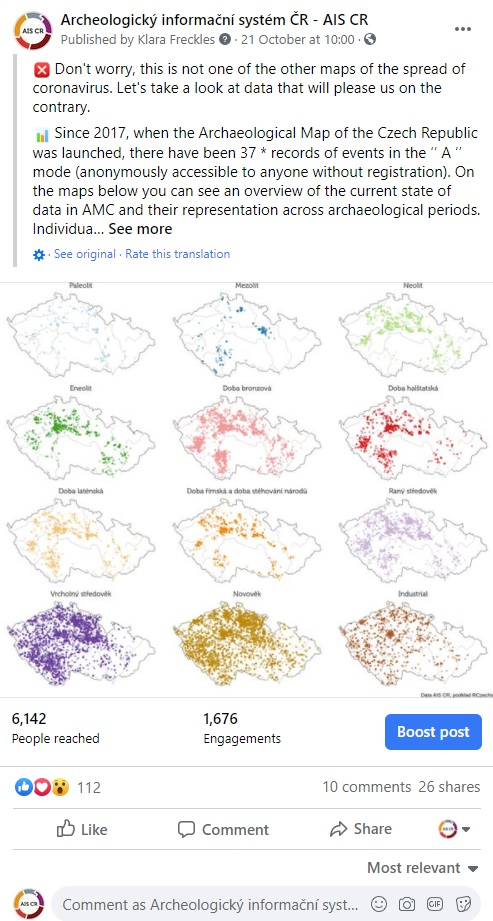 Archeologický informační systém ČR - AIS CR
Published by Klara Freckles · 21 October at 10:00 ·
Don't worry, this is not one of the other maps of the spread of
coronavirus. Let's take a look at data that will please us on the
contrary.
Since 2017, when the Archaeological Map of the Czech Republic
was launched, there have been 37 * records of events in the '' A ''
mode (anonymously accessible to anyone without registration). On
the maps below you can see an overview of the current state of
data in AMC and their representation across archaeological periods.
Individua... See more
· See original · Rate this translation
Paleolit Mezolit Neolit
Eneolit Doba bronzová Doba halštatská
Doba laténská Doba římská a doba stěhování národů Raný středověk
Vrcholný středověk Novověk Industrial
Data AIS CR, podklad RCzechia
6,142 1,676
People reached Engagements
Boost post
112 10 comments 26 shares
Like Comment Share
Most relevant
AIS CR Comment as Archeologický informační syst...
GIF